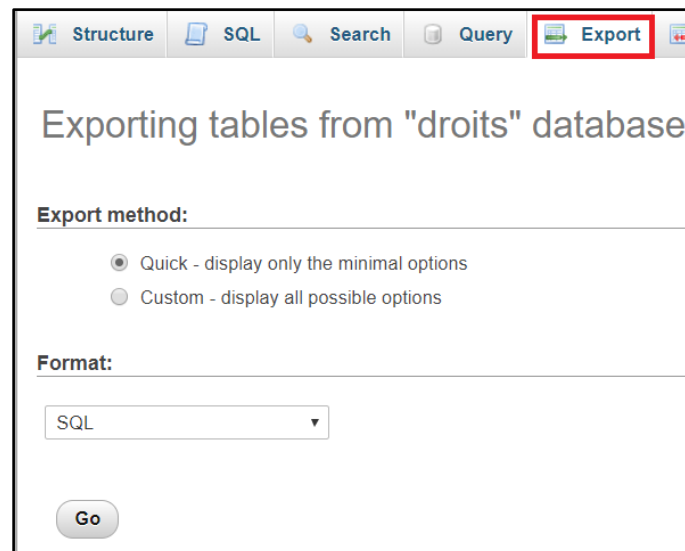 Structure SQL Search Query Export
Exporting tables from "droits" database
Export method:
Quick - display only the minimal options
Custom - display all possible options
Format:
SQL
Go